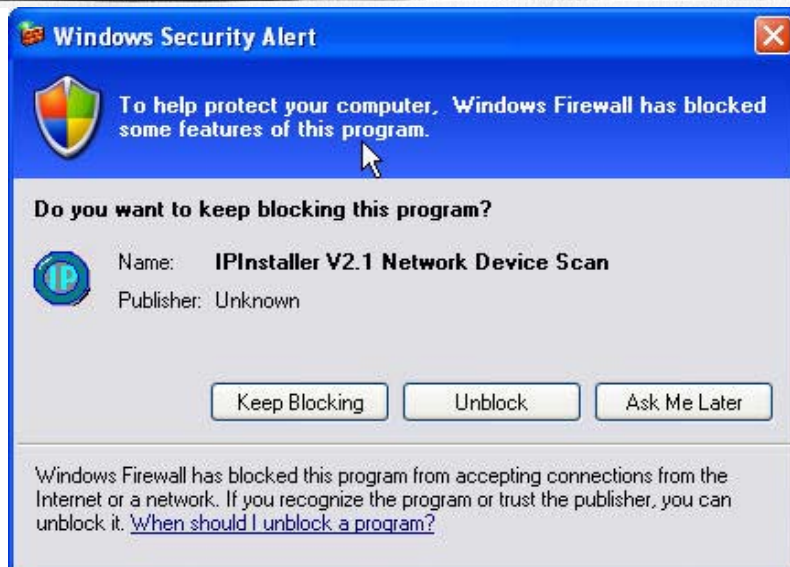 Windows Security Alert
To help protect your computer, Windows Firewall has blocked
some features of this program.
Do you want to keep blocking this program?
IP
Name: IPInstaller V2.1 Network Device Scan
Publisher: Unknown
Keep Blocking Unblock Ask Me Later
Windows Firewall has blocked this program from accepting connections from the
Internet or a network. If you recognize the program or trust the publisher, you can
unblock it. When should I unblock a program?